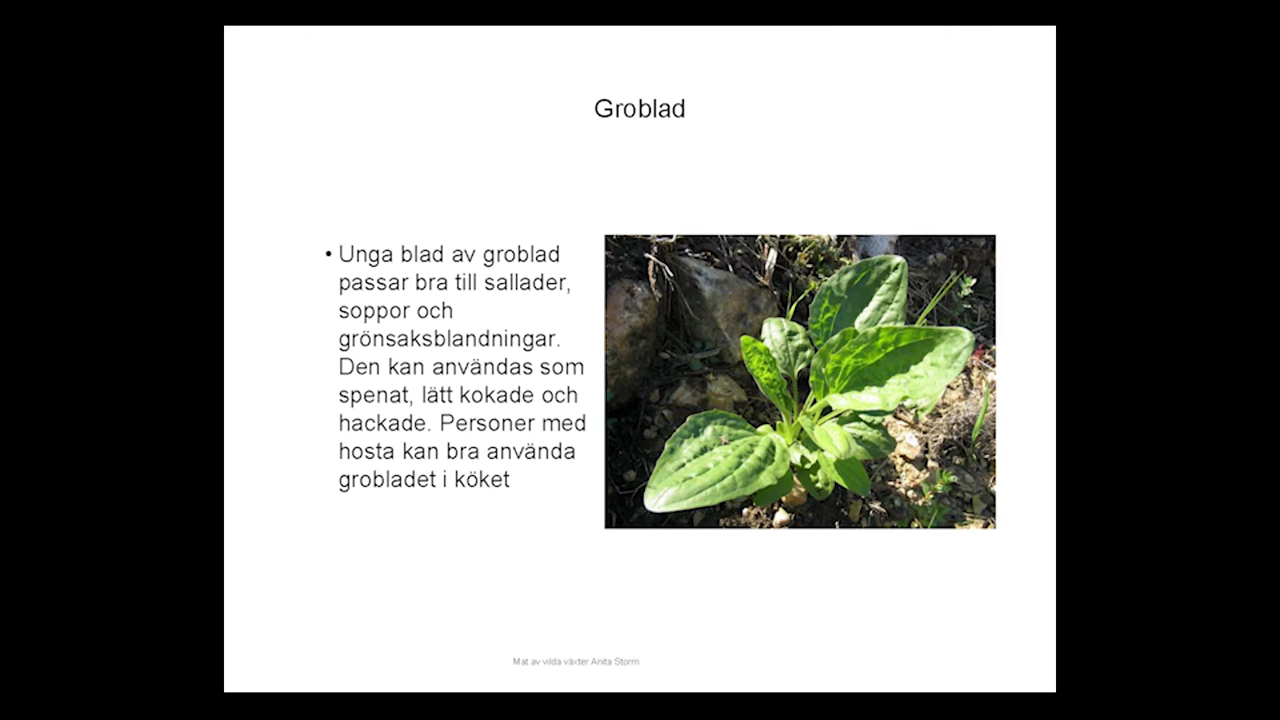 Groblad
• Unga blad av groblad
passar bra till sallader,
soppor och
grönsaksblandningar.
Den kan användas som
spenat, lätt kokade och
hackade. Personer med
hosta kan bra använda
grobladet i köket
Mat av vilda växter Anita Storm